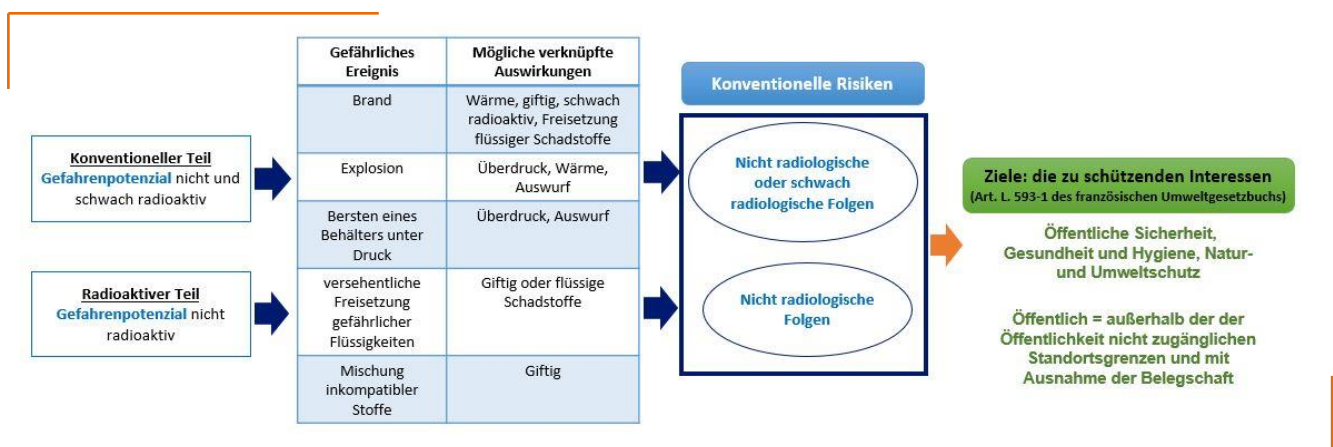 Konventioneller Teil
Gefahrenpotenzial nicht und
schwach radioaktiv
Radioaktiver Teil
Gefahrenpotenzial nicht
radioaktiv
Gefährliches
Ereignis
Mögliche verknüpfte
Auswirkungen
Brand
Wärme, giftig, schwach
radioaktiv, Freisetzung
flüssiger Schadstoffe
Explosion
Überdruck, Wärme,
Auswurf
Bersten eines
Behälters unter
Druck
Überdruck, Auswurf
versehentliche
Freisetzung
gefährlicher
Flüssigkeiten
Giftig oder flüssige
Schadstoffe
Mischung
inkompatibler
Stoffe
Giftig
Konventionelle Risiken
Nicht radiologische
oder schwach
radiologische Folgen
Nicht radiologische
Folgen
Ziele: die zu schützenden Interessen
(Art. L. 593-1 des französischen Umweltgesetzbuchs)
Öffentliche Sicherheit,
Gesundheit und Hygiene, Natur-
und Umweltschutz
Öffentlich = außerhalb der der
Öffentlichkeit nicht zugänglichen
Standortsgrenzen und mit
Ausnahme der Belegschaft